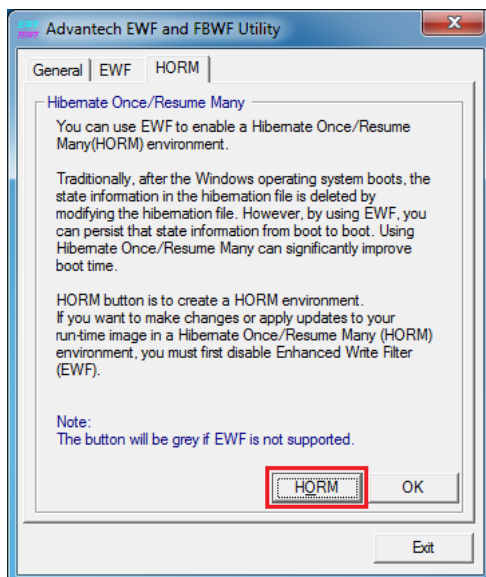 Advantech EWF and FBWF Utility
General
EWF
HORM
Hibernate Once/Resume Many
You can use EWF to enable a Hibernate Once/Resume
Many(HORM) environment.
Traditionally, after the Windows operating system boots, the
state information in the hibernation file is deleted by
modifying the hibernation file. However, by using EWF, you
can persist that state information from boot to boot. Using
Hibernate Once/Resume Many can significantly improve
boot time.
HORM button is to create a HORM environment.
If you want to make changes or apply updates to your
run-time image in a Hibernate Once/Resume Many (HORM)
environment, you must first disable Enhanced Write Filter
(EWF).
Note:
The button will be grey if EWF is not supported.
HORM
OK
Exit